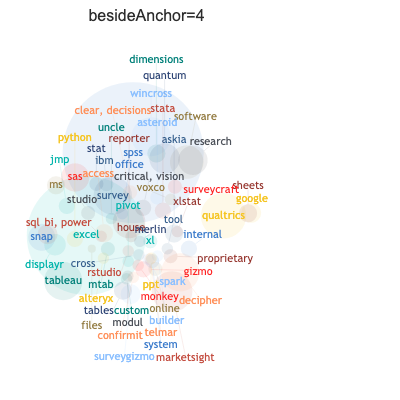 besideAnchor=4
dimensions
quantum
wincross
clear, decisions
stata
software
asteroid
uncle
python
reporter
askia
research
stat
spss
jmp
ibm
office
sas
access
critical, vision
ms
voxco
surveycraft
sheets
studio
survey
xlstat
google
pivot
qualtrics
sql bi, power
tool
house
merlin
snap
excel
xl
internal
displayr
cross
proprietary
rstudio
gizmo
tableau
mtab
ppt
spark
alteryx
monkey
decipher
tables
custom
online
files
modul
builder
confirmit
telmar
system
surveygizmo
marketsight